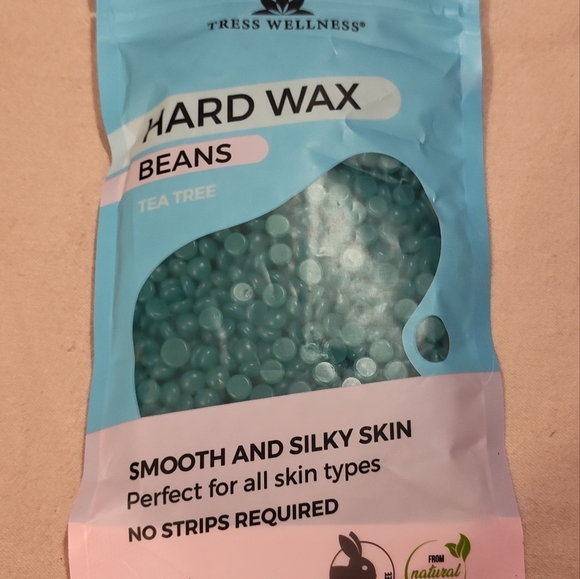 TRESS WELLNESS®
HARD WAX
BEANS
TEA TREE
SMOOTH AND SILKY SKIN
Perfect for all skin types
NO STRIPS REQUIRED
FROM
natural